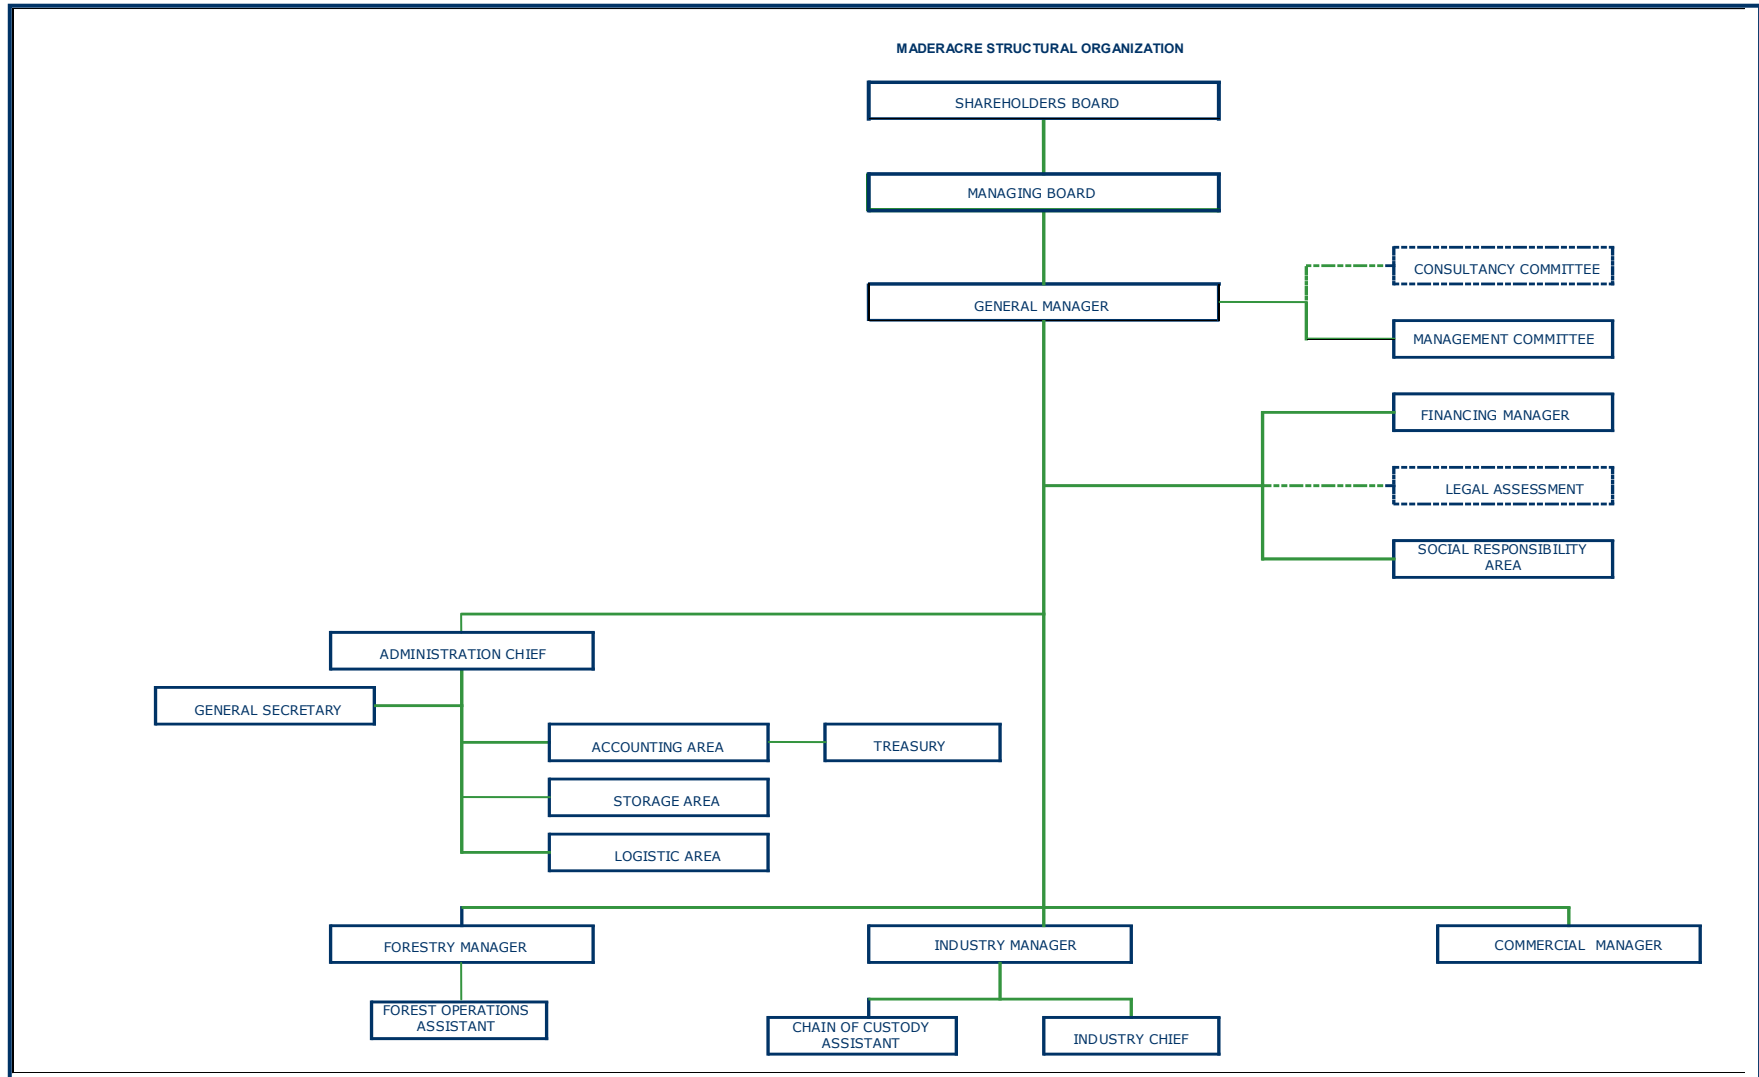 MADERACRE STRUCTURAL ORGANIZATION
SHAREHOLDERS BOARD
MANAGING BOARD
CONSULTANCY COMMITTEE
GENERAL MANAGER
MANAGEMENT COMMITTEE
FINANCING MANAGER
LEGAL ASSESSMENT
SOCIAL RESPONSIBILITY
AREA
ADMINISTRATION CHIEF
GENERAL SECRETARY
ACCOUNTING AREA
TREASURY
STORAGE AREA
LOGISTIC AREA
FORESTRY MANAGER
INDUSTRY MANAGER
COMMERCIAL MANAGER
FOREST OPERATIONS
ASSISTANT
CHAIN OF CUSTODY
ASSISTANT
INDUSTRY CHIEF